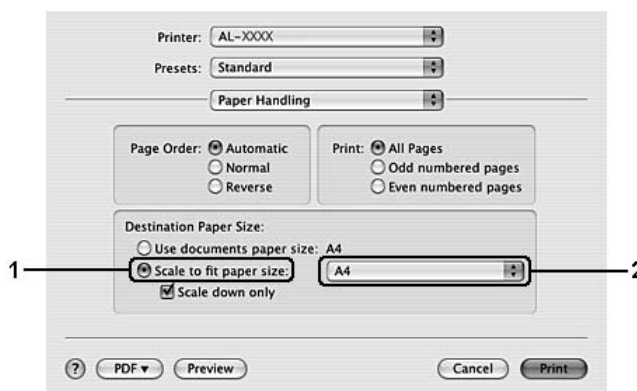 Printer: AL-XXXX
Presets: Standard
Paper Handling
Page Order: Automatic Print: All Pages
Normal Odd numbered pages
Reverse Even numbered pages
Destination Paper Size:
Use documents paper size: A4
1 Scale to fit paper size: A4 2
Scale down only
? PDF Preview Cancel Print